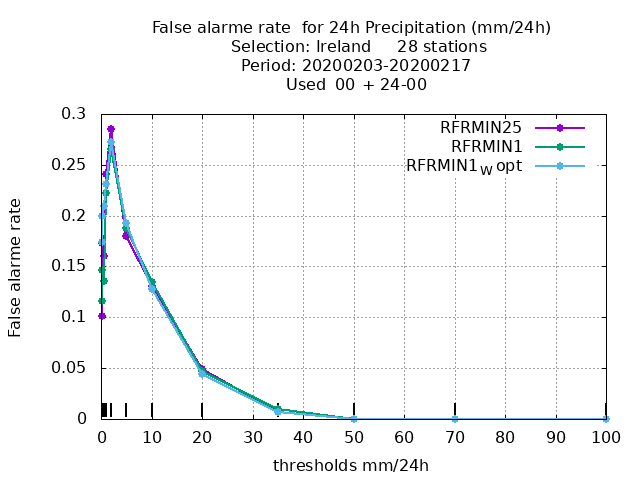 False alarme rate  for 24h Precipitation (mm/24h)
Selection: Ireland     28 stations
Period: 20200203-20200217
Used  00 + 24-00
RFRMIN25
RFRMIN1
RFRMIN1W opt
False alarme rate
0.3
0.25
0.2
0.15
0.1
0.05
0
0 10 20 30 40 50 60 70 80 90 100
thresholds mm/24h